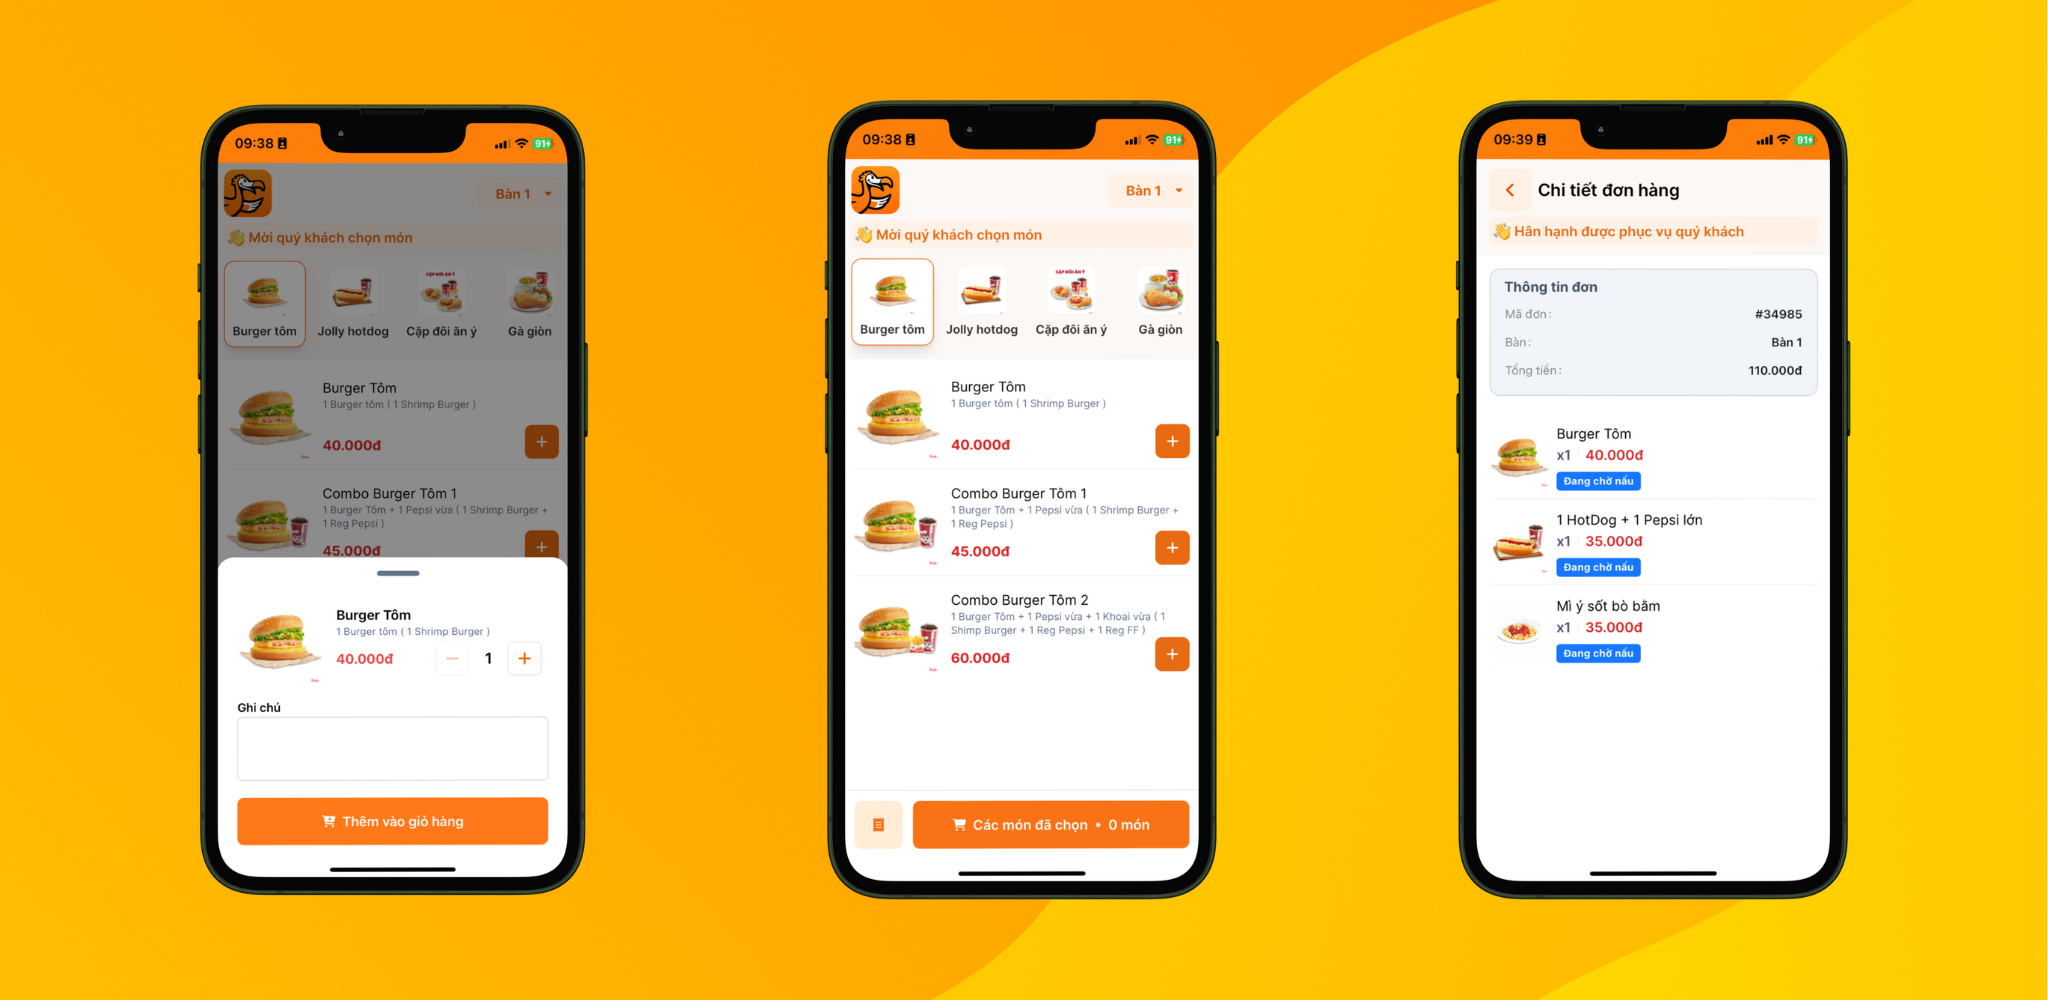 09:38
91
Bàn 1
👋 Mời quý khách chọn món
Burger tôm
Jolly hotdog
CẶP ĐÔI ĂN Ý
Cặp đôi ăn ý
Gà giòn
Burger Tôm
1 Burger tôm ( 1 Shrimp Burger )
40.000đ
Combo Burger Tôm 1
1 Burger Tôm + 1 Pepsi vừa ( 1 Shrimp Burger +
1 Reg Pepsi )
45.000đ
Burger Tôm
1 Burger tôm ( 1 Shrimp Burger )
40.000đ
1
Ghi chú
Thêm vào giỏ hàng
09:38
91
Bàn 1
👋 Mời quý khách chọn món
Burger tôm
Jolly hotdog
CẶP ĐÔI ĂN Ý
Cặp đôi ăn ý
Gà giòn
Burger Tôm
1 Burger tôm ( 1 Shrimp Burger )
40.000đ
Combo Burger Tôm 1
1 Burger Tôm + 1 Pepsi vừa ( 1 Shrimp Burger +
1 Reg Pepsi )
45.000đ
Combo Burger Tôm 2
1 Burger Tôm + 1 Pepsi vừa + 1 Khoai vừa ( 1
Shimp Burger + 1 Reg Pepsi + 1 Reg FF )
60.000đ
Các món đã chọn • 0 món
09:39
91
Chi tiết đơn hàng
👋 Hân hạnh được phục vụ quý khách
Thông tin đơn
Mã đơn: #34985
Bàn: Bàn 1
Tổng tiền: 110.000đ
Burger Tôm
x1 40.000đ
Đang chờ nấu
1 HotDog + 1 Pepsi lớn
x1 35.000đ
Đang chờ nấu
Mì ý sốt bò bằm
x1 35.000đ
Đang chờ nấu